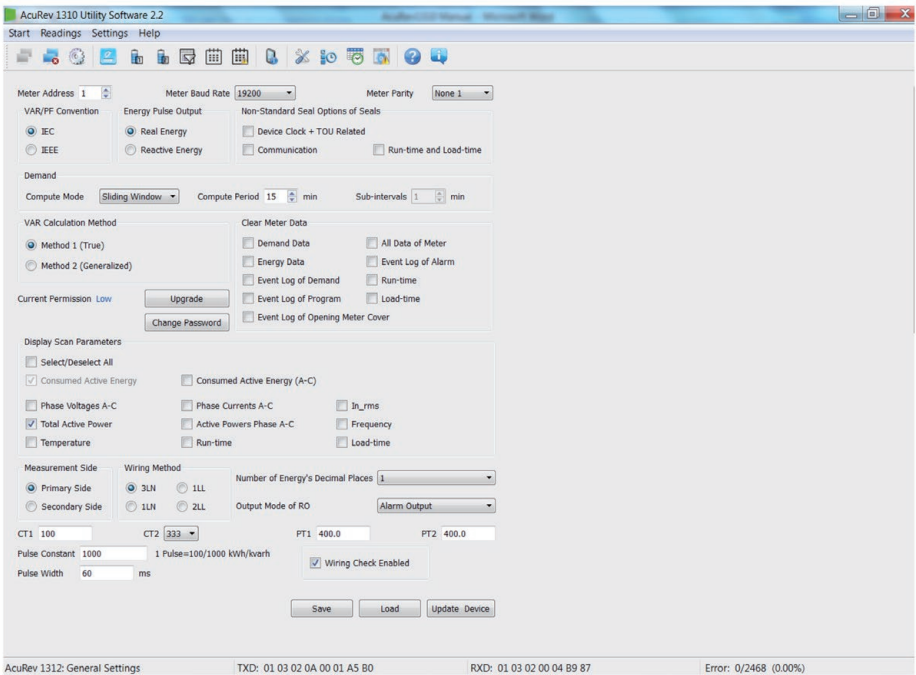 AcuRev 1310 Utility Software 2.2
Start Readings Settings Help
Meter Address 1 Meter Baud Rate 19200 Meter Parity None 1
VAR/PF Convention Energy Pulse Output Non-Standard Seal Options of Seals
IEC Real Energy Device Clock + TOU Related
IEEE Reactive Energy Communication Run-time and Load-time
Demand
Compute Mode Sliding Window Compute Period 15 min Sub-intervals 1 min
VAR Calculation Method Clear Meter Data
Method 1 (True) Demand Data All Data of Meter
Method 2 (Generalized) Energy Data Event Log of Alarm
Event Log of Demand Run-time
Current Permission Low Upgrade Event Log of Program Load-time
Change Password Event Log of Opening Meter Cover
Display Scan Parameters
Select/Deselect All
Consumed Active Energy Consumed Active Energy (A-C)
Phase Voltages A-C Phase Currents A-C In_rms
Total Active Power Active Powers Phase A-C Frequency
Temperature Run-time Load-time
Measurement Side Wiring Method Number of Energy's Decimal Places 1
Primary Side 3LN 1LL
Secondary Side 1LN 2LL Output Mode of RO Alarm Output
CT1 100 CT2 333 PT1 400.0 PT2 400.0
Pulse Constant 1000 1 Pulse=100/1000 kWh/kvarh Wiring Check Enabled
Pulse Width 60 ms
Save Load Update Device
AcuRev 1312: General Settings TXD: 01 03 02 0A 00 01 A5 B0 RXD: 01 03 02 00 04 B9 87 Error: 0/2468 (0.00%)